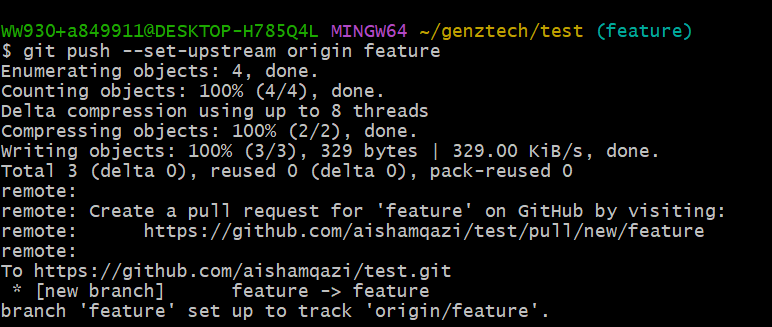 WW930+a849911@DESKTOP-H785Q4L MINGW64 ~/genztech/test (feature)
$ git push --set-upstream origin feature
Enumerating objects: 4, done.
Counting objects: 100% (4/4), done.
Delta compression using up to 8 threads
Compressing objects: 100% (2/2), done.
Writing objects: 100% (3/3), 329 bytes | 329.00 KiB/s, done.
Total 3 (delta 0), reused 0 (delta 0), pack-reused 0
remote:
remote: Create a pull request for 'feature' on GitHub by visiting:
remote:      https://github.com/aishamqazi/test/pull/new/feature
remote:
To https://github.com/aishamqazi/test.git
 * [new branch]      feature -> feature
branch 'feature' set up to track 'origin/feature'.